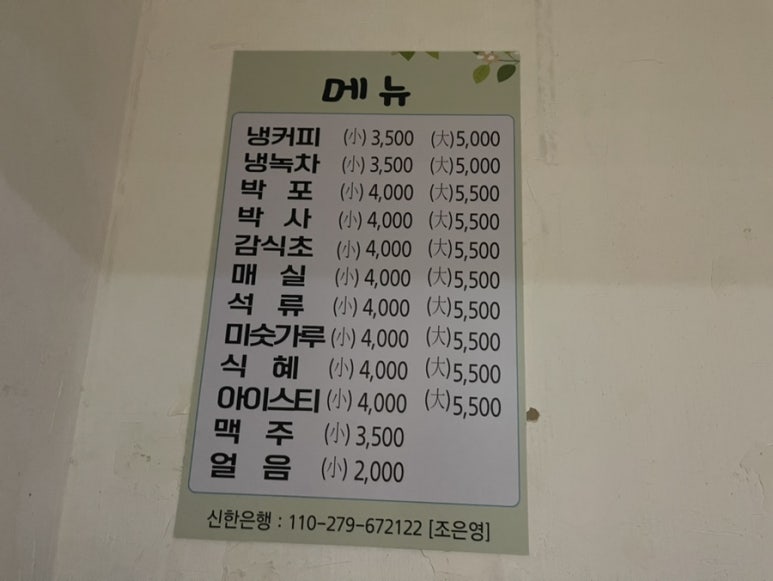 메뉴
냉커피 (小) 3,500 (大) 5,000
냉녹차 (小) 3,500 (大) 5,000
박 포 (小) 4,000 (大) 5,500
박 사 (小) 4,000 (大) 5,500
감식초 (小) 4,000 (大) 5,500
매 실 (小) 4,000 (大) 5,500
석 류 (小) 4,000 (大) 5,500
미숫가루 (小) 4,000 (大) 5,500
식 혜 (小) 4,000 (大) 5,500
아이스티 (小) 4,000 (大) 5,500
맥 주 (小) 3,500
얼 음 (小) 2,000
신한은행 : 110-279-672122 [조은영]